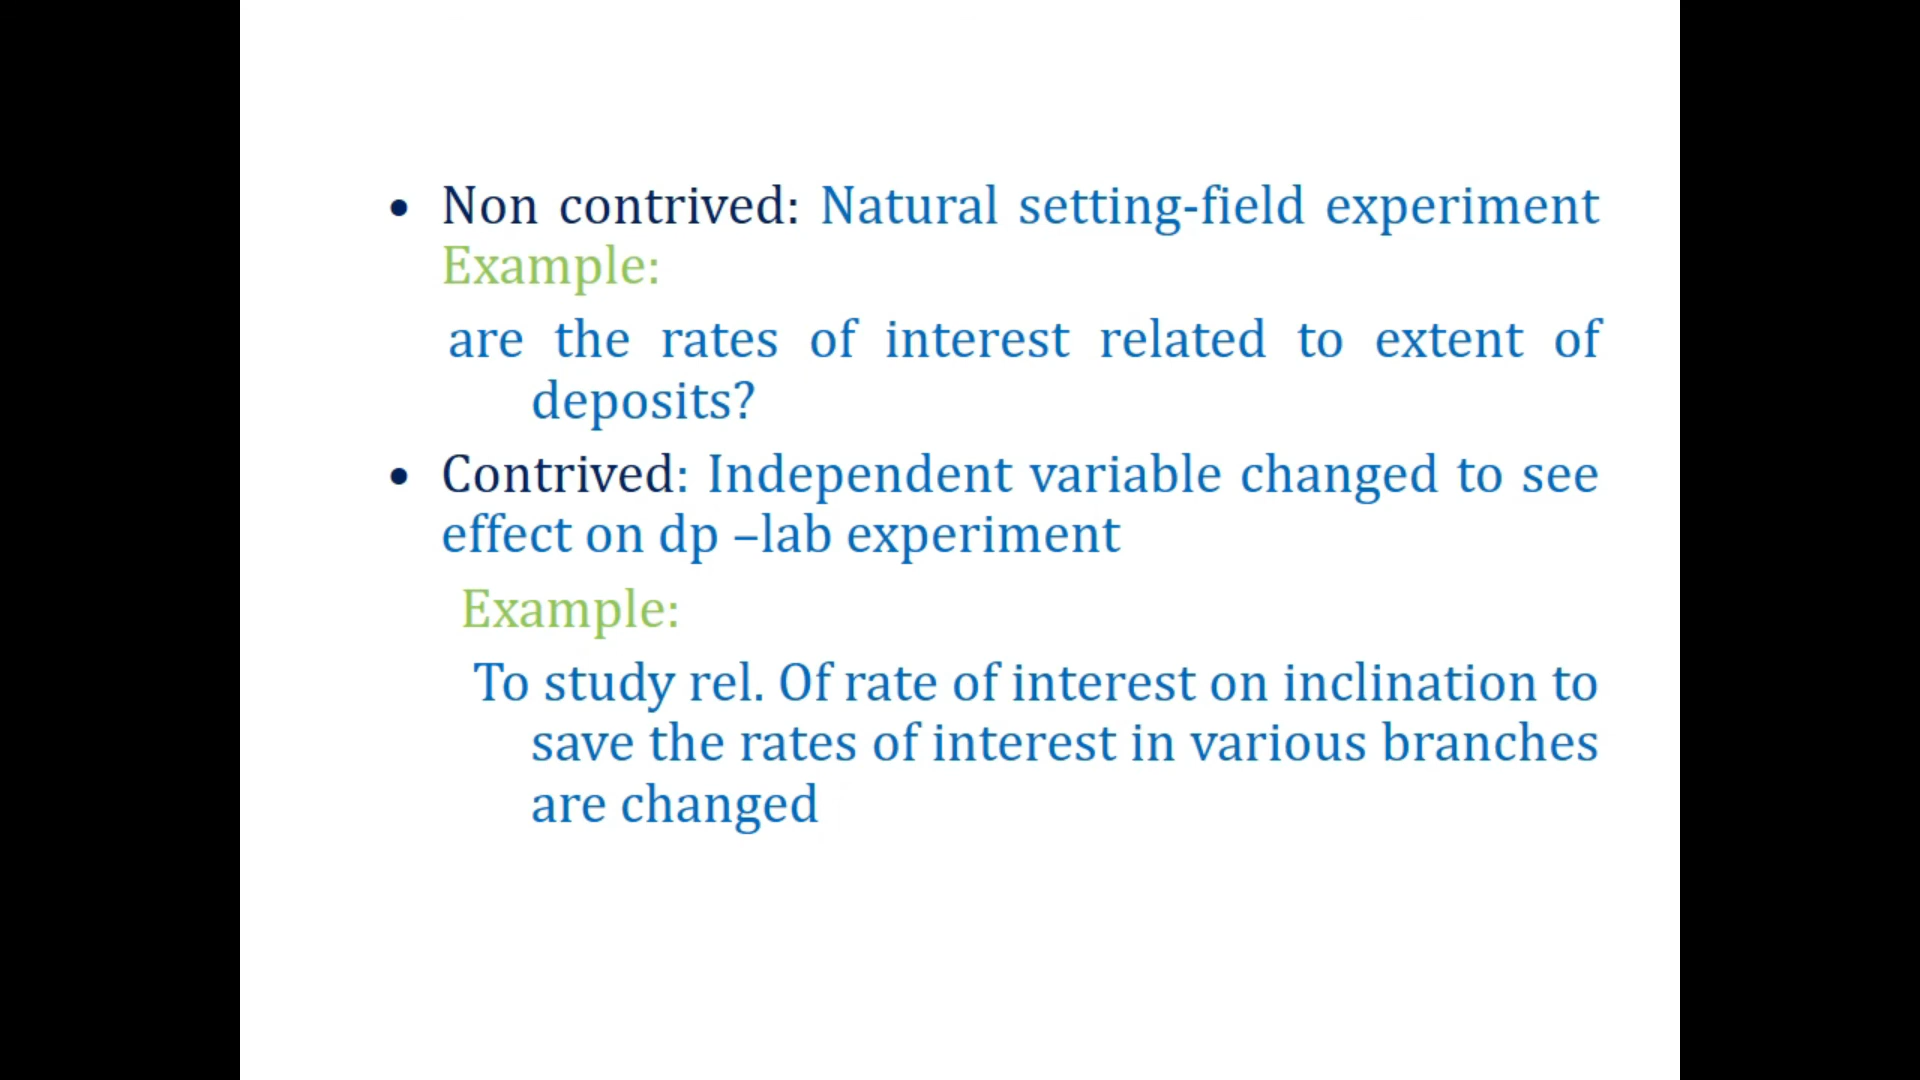 • Non contrived: Natural setting-field experiment
Example:
are the rates of interest related to extent of
deposits?
• Contrived: Independent variable changed to see
effect on dp –lab experiment
Example:
To study rel. Of rate of interest on inclination to
save the rates of interest in various branches
are changed